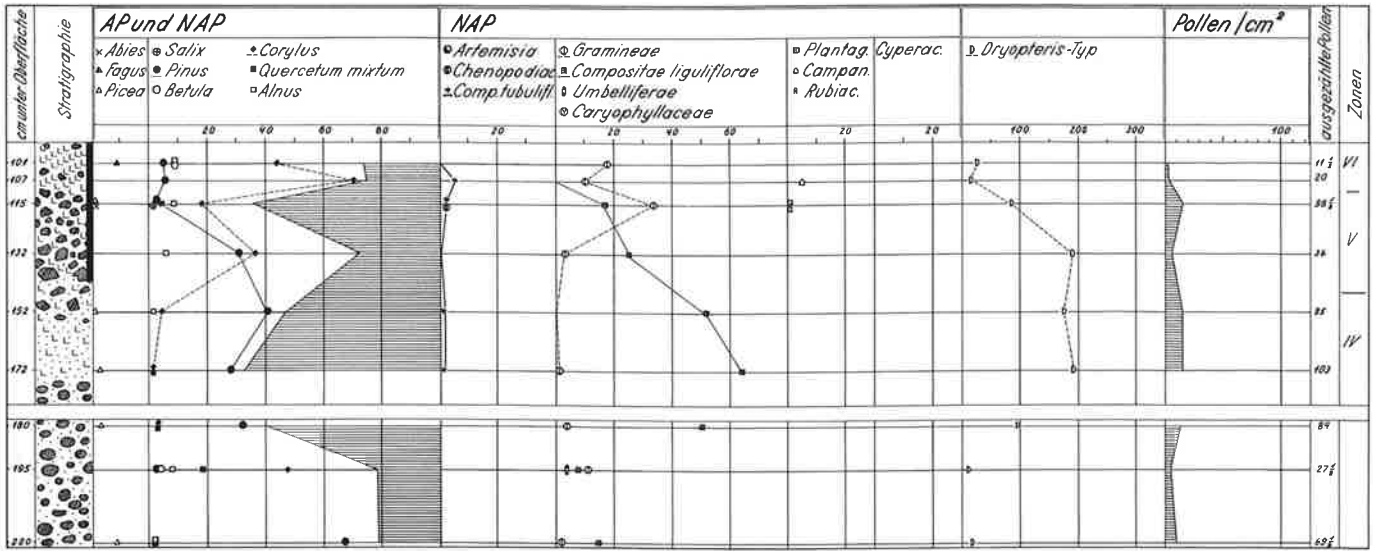 cm unter Oberfläche
Stratigraphie
AP und NAP
× Abies
▲ Fagus
△ Picea
⊕ Salix
● Pinus
○ Betula
♦ Corylus
■ Quercetum mixtum
□ Alnus
NAP
Artemisia
Chenopodiac.
Comp. tubulifl.
Gramineae
Compositae liguliflorae
Umbelliferae
Caryophyllaceae
Plantag.
Campan.
Rubiac.
Cyperac.
Dryopteris-Typ
Pollen/cm²
ausgezählte Pollen
Zonen
20 40 60 80 20 20 40 60 20 20 100 200 300 100
101 VI
107 20
115
V
132 36
152
IV
172 103
180 84
195
220